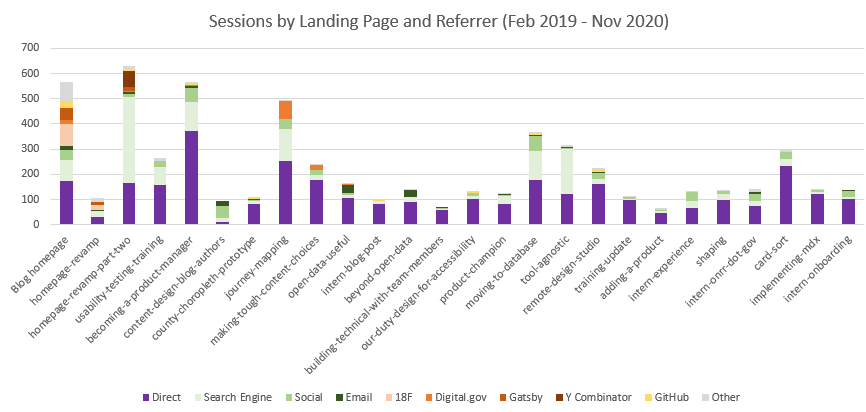 Sessions by Landing Page and Referrer (Feb 2019 - Nov 2020)
700
600
500
400
300
200
100
0
Blog homepage
homepage-revamp
homepage-revamp-part-two
usability-testing-training
becoming-a-product-manager
content-design-blog-authors
county-choropleth-prototype
journey-mapping
making-tough-content-choices
open-data-useful
intern-blog-post
beyond-open-data
building-technical-with-team-members
our-duty-design-for-accessibility
product-champion
moving-to-database
tool-agnostic
remote-design-studio
training-update
adding-a-product
intern-experience
shaping
intern-onrr-dot-gov
card-sort
implementing-mdx
intern-onboarding
Direct Search Engine Social Email 18F Digital.gov Gatsby Y Combinator GitHub Other